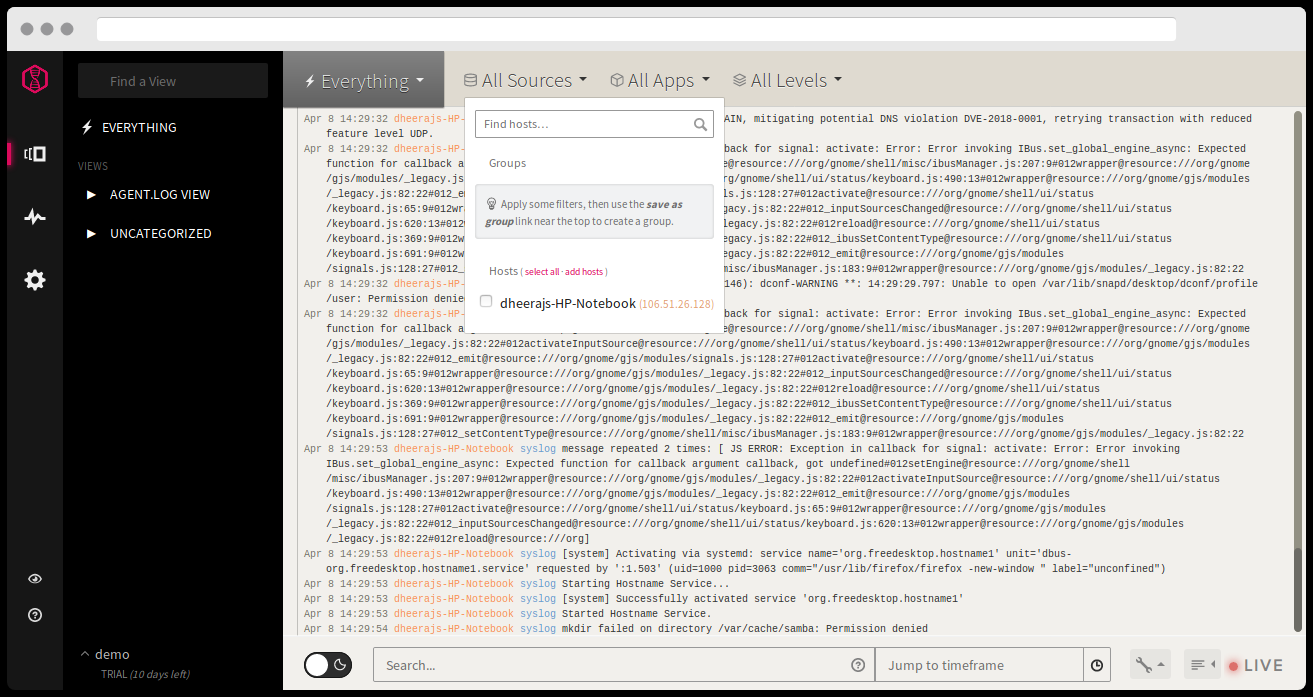 Find a View
EVERYTHING
VIEWS
AGENT.LOG VIEW
UNCATEGORIZED
demo
TRIAL (10 days left)
Everything
All Sources
All Apps
All Levels
Find hosts...
Groups
Apply some filters, then use the save as
group link near the top to create a group.
Hosts ( select all · add hosts )
dheerajs-HP-Notebook (106.51.26.128)
Apr 8 14:29:32 dheerajs-HP- AIN, mitigating potential DNS violation DVE-2018-0001, retrying transaction with reduced
feature level UDP.
Apr 8 14:29:32 dheerajs-HP- back for signal: activate: Error: Error invoking IBus.set_global_engine_async: Expected
function for callback a e@resource:///org/gnome/shell/misc/ibusManager.js:207:9#012wrapper@resource:///org/gnome
/gjs/modules/_legacy.js rg/gnome/shell/ui/status/keyboard.js:490:13#012wrapper@resource:///org/gnome/gjs/modules
/_legacy.js:82:22#012_e ls.js:128:27#012activate@resource:///org/gnome/shell/ui/status
/keyboard.js:65:9#012wr gacy.js:82:22#012_inputSourcesChanged@resource:///org/gnome/shell/ui/status
/keyboard.js:620:13#012 egacy.js:82:22#012reload@resource:///org/gnome/shell/ui/status
/keyboard.js:369:9#012w egacy.js:82:22#012_ibusSetContentType@resource:///org/gnome/shell/ui/status
/keyboard.js:691:9#012w egacy.js:82:22#012_emit@resource:///org/gnome/gjs/modules
/signals.js:128:27#012_ misc/ibusManager.js:183:9#012wrapper@resource:///org/gnome/gjs/modules/_legacy.js:82:22
Apr 8 14:29:32 dheerajs-HP- 146): dconf-WARNING **: 14:29:29.797: Unable to open /var/lib/snapd/desktop/dconf/profile
/user: Permission denie
Apr 8 14:29:32 dheerajs-HP- back for signal: activate: Error: Error invoking IBus.set_global_engine_async: Expected
function for callback a e@resource:///org/gnome/shell/misc/ibusManager.js:207:9#012wrapper@resource:///org/gnome
/gjs/modules/_legacy.js:82:22#012activateInputSource@resource:///org/gnome/shell/ui/status/keyboard.js:490:13#012wrapper@resource:///org/gnome/gjs/modules
/_legacy.js:82:22#012_emit@resource:///org/gnome/gjs/modules/signals.js:128:27#012activate@resource:///org/gnome/shell/ui/status
/keyboard.js:65:9#012wrapper@resource:///org/gnome/gjs/modules/_legacy.js:82:22#012_inputSourcesChanged@resource:///org/gnome/shell/ui/status
/keyboard.js:620:13#012wrapper@resource:///org/gnome/gjs/modules/_legacy.js:82:22#012reload@resource:///org/gnome/shell/ui/status
/keyboard.js:369:9#012wrapper@resource:///org/gnome/gjs/modules/_legacy.js:82:22#012_ibusSetContentType@resource:///org/gnome/shell/ui/status
/keyboard.js:691:9#012wrapper@resource:///org/gnome/gjs/modules/_legacy.js:82:22#012_emit@resource:///org/gnome/gjs/modules
/signals.js:128:27#012_setContentType@resource:///org/gnome/shell/misc/ibusManager.js:183:9#012wrapper@resource:///org/gnome/gjs/modules/_legacy.js:82:22
Apr 8 14:29:53 dheerajs-HP-Notebook syslog message repeated 2 times: [ JS ERROR: Exception in callback for signal: activate: Error: Error invoking
IBus.set_global_engine_async: Expected function for callback argument callback, got undefined#012setEngine@resource:///org/gnome/shell
/misc/ibusManager.js:207:9#012wrapper@resource:///org/gnome/gjs/modules/_legacy.js:82:22#012activateInputSource@resource:///org/gnome/shell/ui/status
/keyboard.js:490:13#012wrapper@resource:///org/gnome/gjs/modules/_legacy.js:82:22#012_emit@resource:///org/gnome/gjs/modules
/signals.js:128:27#012activate@resource:///org/gnome/shell/ui/status/keyboard.js:65:9#012wrapper@resource:///org/gnome/gjs/modules
/_legacy.js:82:22#012_inputSourcesChanged@resource:///org/gnome/shell/ui/status/keyboard.js:620:13#012wrapper@resource:///org/gnome/gjs/modules
/_legacy.js:82:22#012reload@resource:///org]
Apr 8 14:29:53 dheerajs-HP-Notebook syslog [system] Activating via systemd: service name='org.freedesktop.hostname1' unit='dbus-
org.freedesktop.hostname1.service' requested by ':1.503' (uid=1000 pid=3063 comm="/usr/lib/firefox/firefox -new-window " label="unconfined")
Apr 8 14:29:53 dheerajs-HP-Notebook syslog Starting Hostname Service...
Apr 8 14:29:53 dheerajs-HP-Notebook syslog [system] Successfully activated service 'org.freedesktop.hostname1'
Apr 8 14:29:53 dheerajs-HP-Notebook syslog Started Hostname Service.
Apr 8 14:29:54 dheerajs-HP-Notebook syslog mkdir failed on directory /var/cache/samba: Permission denied
Search...
Jump to timeframe
LIVE